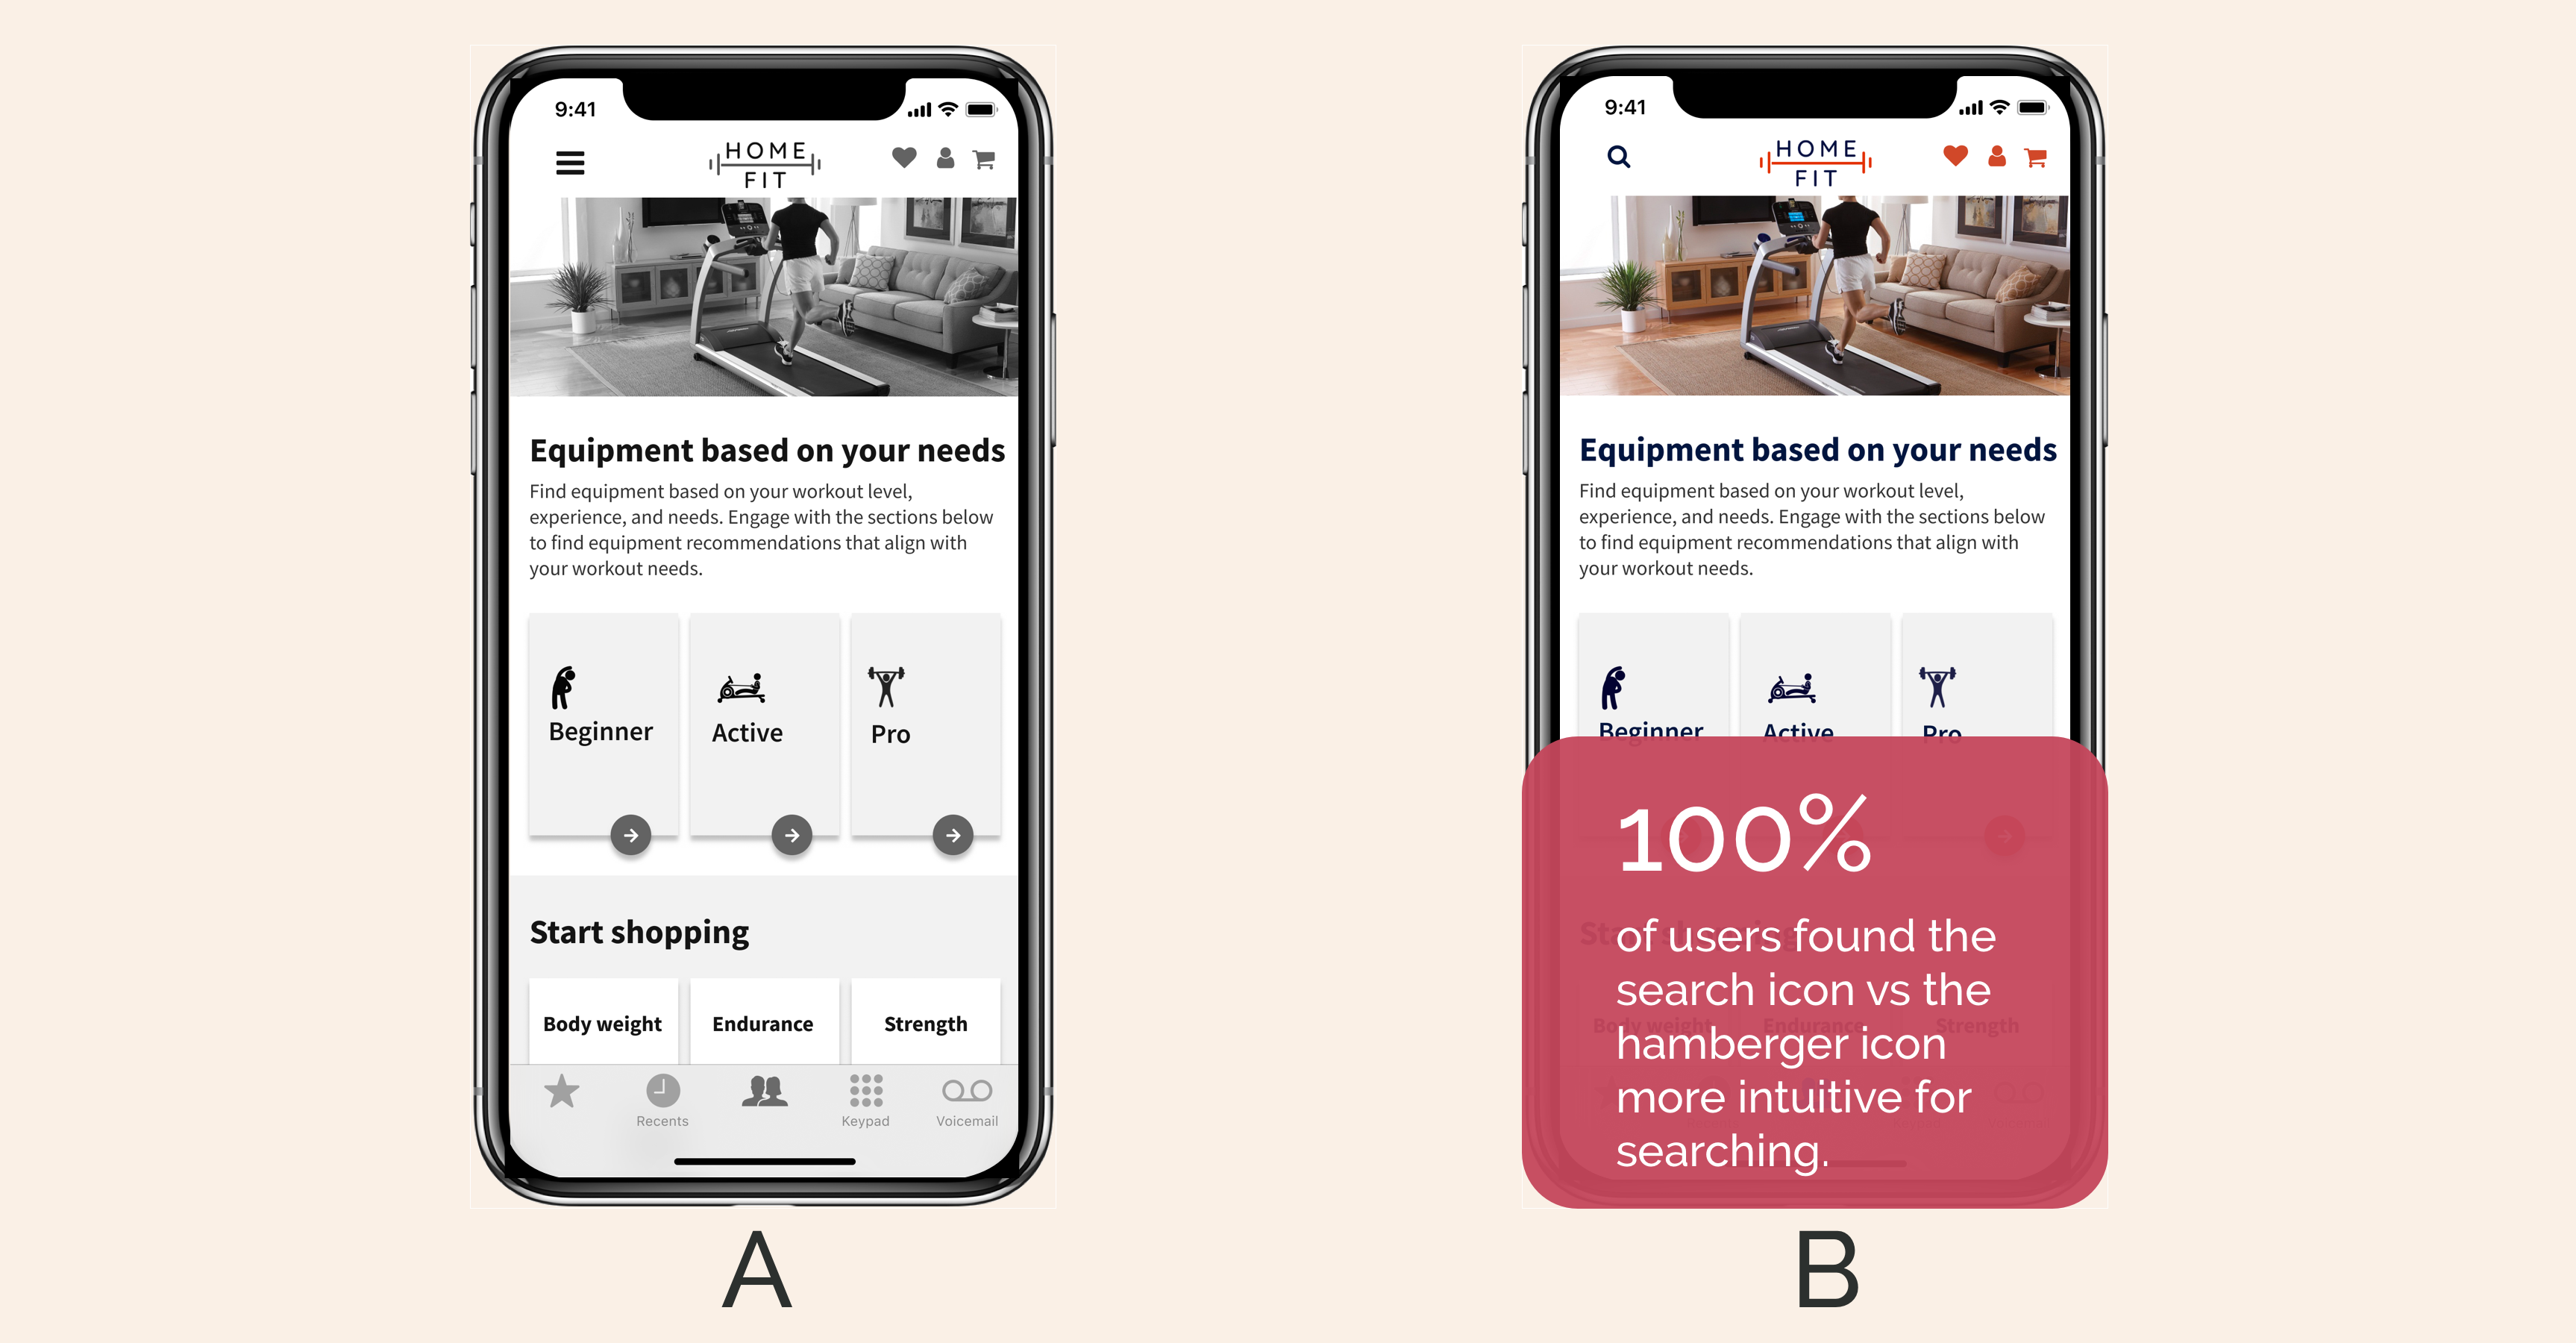 9:41
HOME
FIT
Equipment based on your needs
Find equipment based on your workout level,
experience, and needs. Engage with the sections below
to find equipment recommendations that align with
your workout needs.
Beginner
Active
Pro
Start shopping
Body weight
Endurance
Strength
Recents
Keypad
Voicemail
A
9:41
HOME
FIT
Equipment based on your needs
Find equipment based on your workout level,
experience, and needs. Engage with the sections below
to find equipment recommendations that align with
your workout needs.
Beginner
Active
Pro
100%
of users found the
search icon vs the
hamberger icon
more intuitive for
searching.
Body weight
Endurance
Strength
B